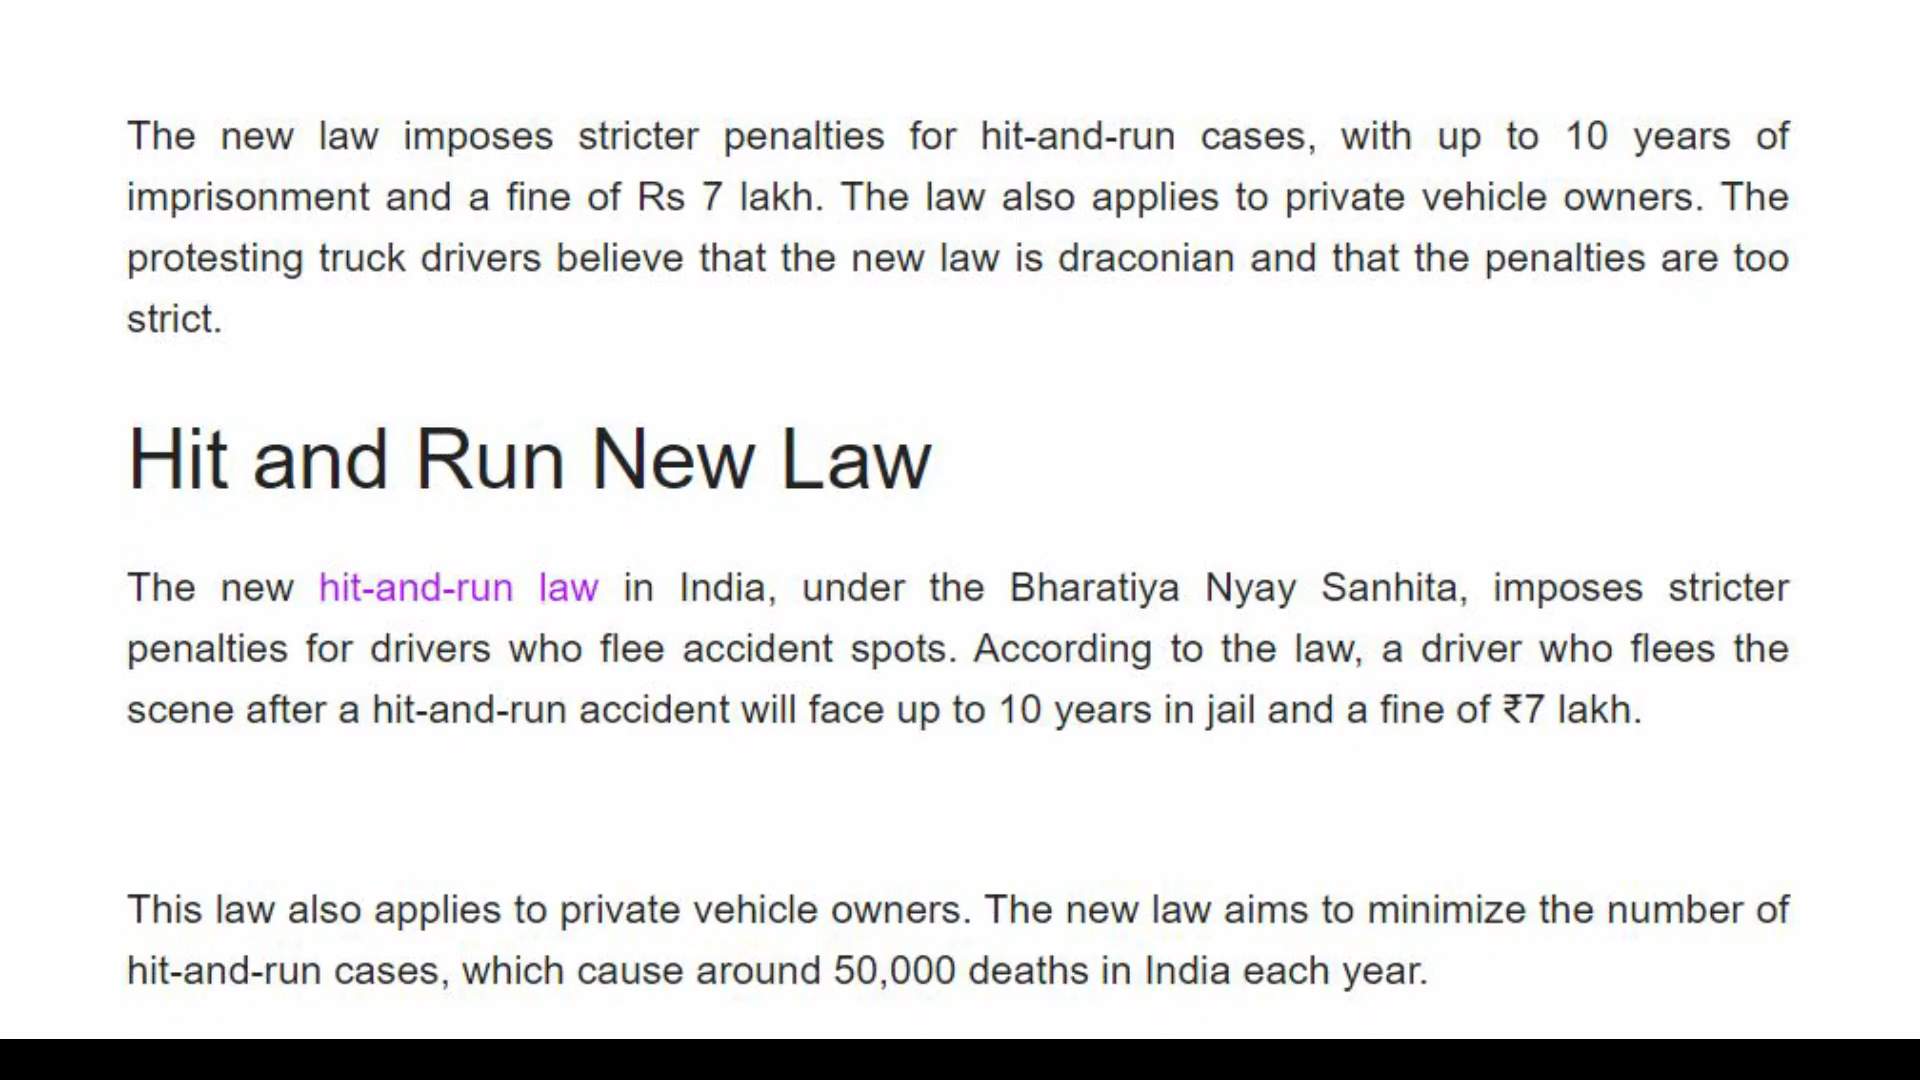 The new law imposes stricter penalties for hit-and-run cases, with up to 10 years of
imprisonment and a fine of Rs 7 lakh. The law also applies to private vehicle owners. The
protesting truck drivers believe that the new law is draconian and that the penalties are too
strict.
Hit and Run New Law
The new hit-and-run law in India, under the Bharatiya Nyay Sanhita, imposes stricter
penalties for drivers who flee accident spots. According to the law, a driver who flees the
scene after a hit-and-run accident will face up to 10 years in jail and a fine of ₹7 lakh.
This law also applies to private vehicle owners. The new law aims to minimize the number of
hit-and-run cases, which cause around 50,000 deaths in India each year.